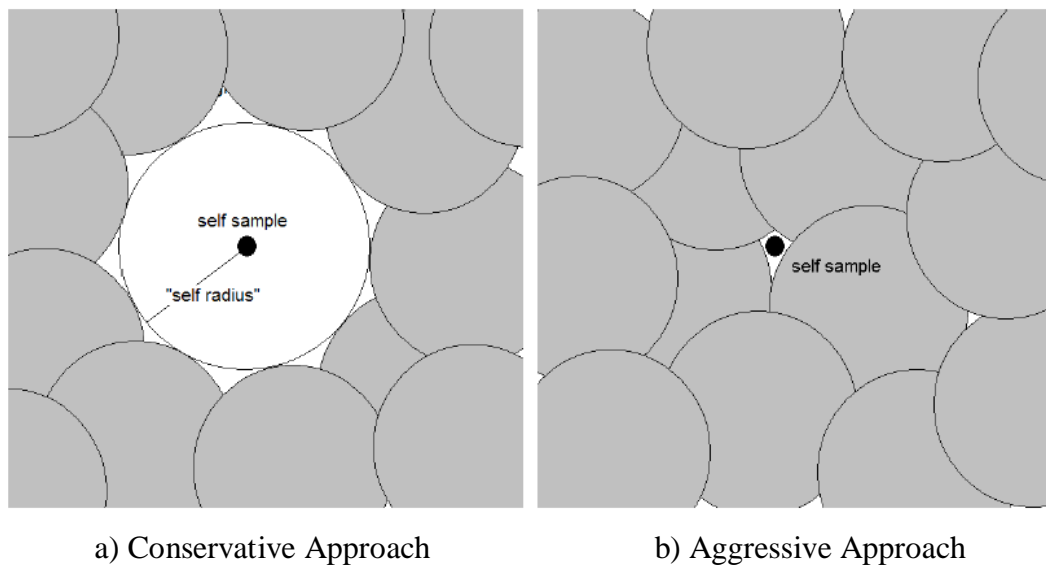 self sample
"self radius"
self sample
a) Conservative Approach
b) Aggressive Approach